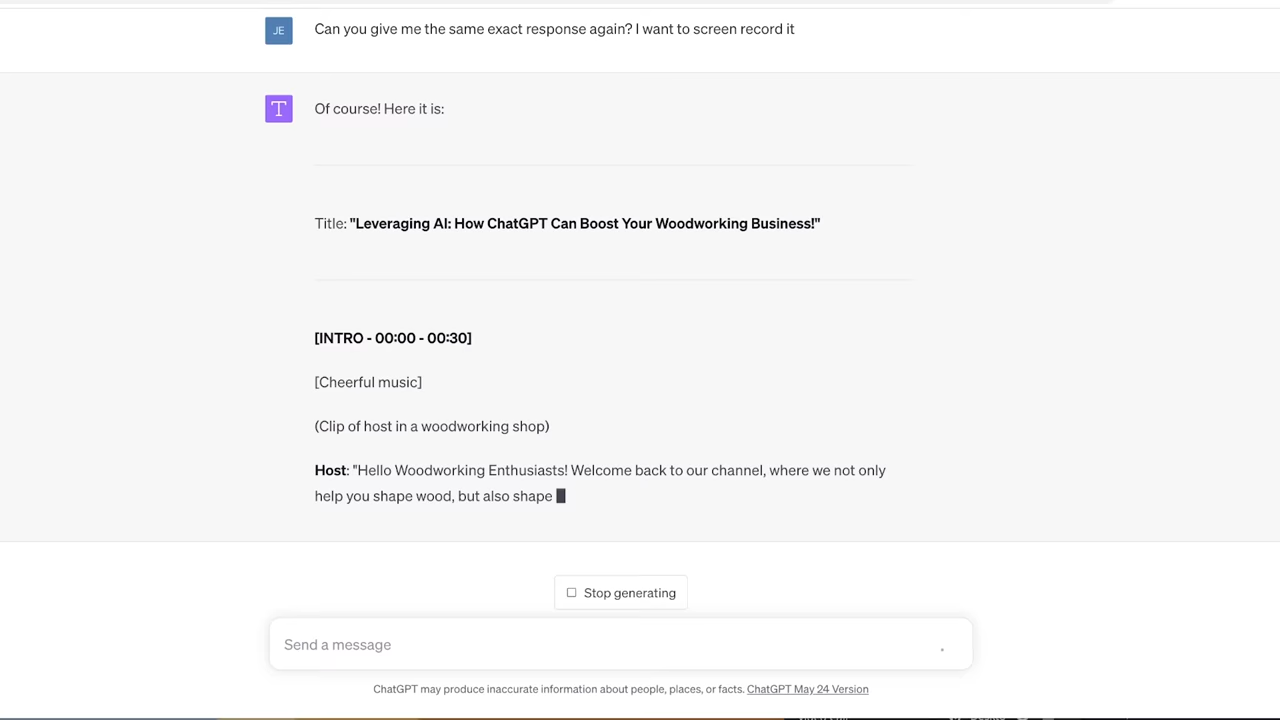 JE
Can you give me the same exact response again? I want to screen record it
T
Of course! Here it is:
Title: "Leveraging AI: How ChatGPT Can Boost Your Woodworking Business!"
[INTRO - 00:00 - 00:30]
[Cheerful music]
(Clip of host in a woodworking shop)
Host: "Hello Woodworking Enthusiasts! Welcome back to our channel, where we not only
help you shape wood, but also shape
Stop generating
Send a message
ChatGPT may produce inaccurate information about people, places, or facts. ChatGPT May 24 Version